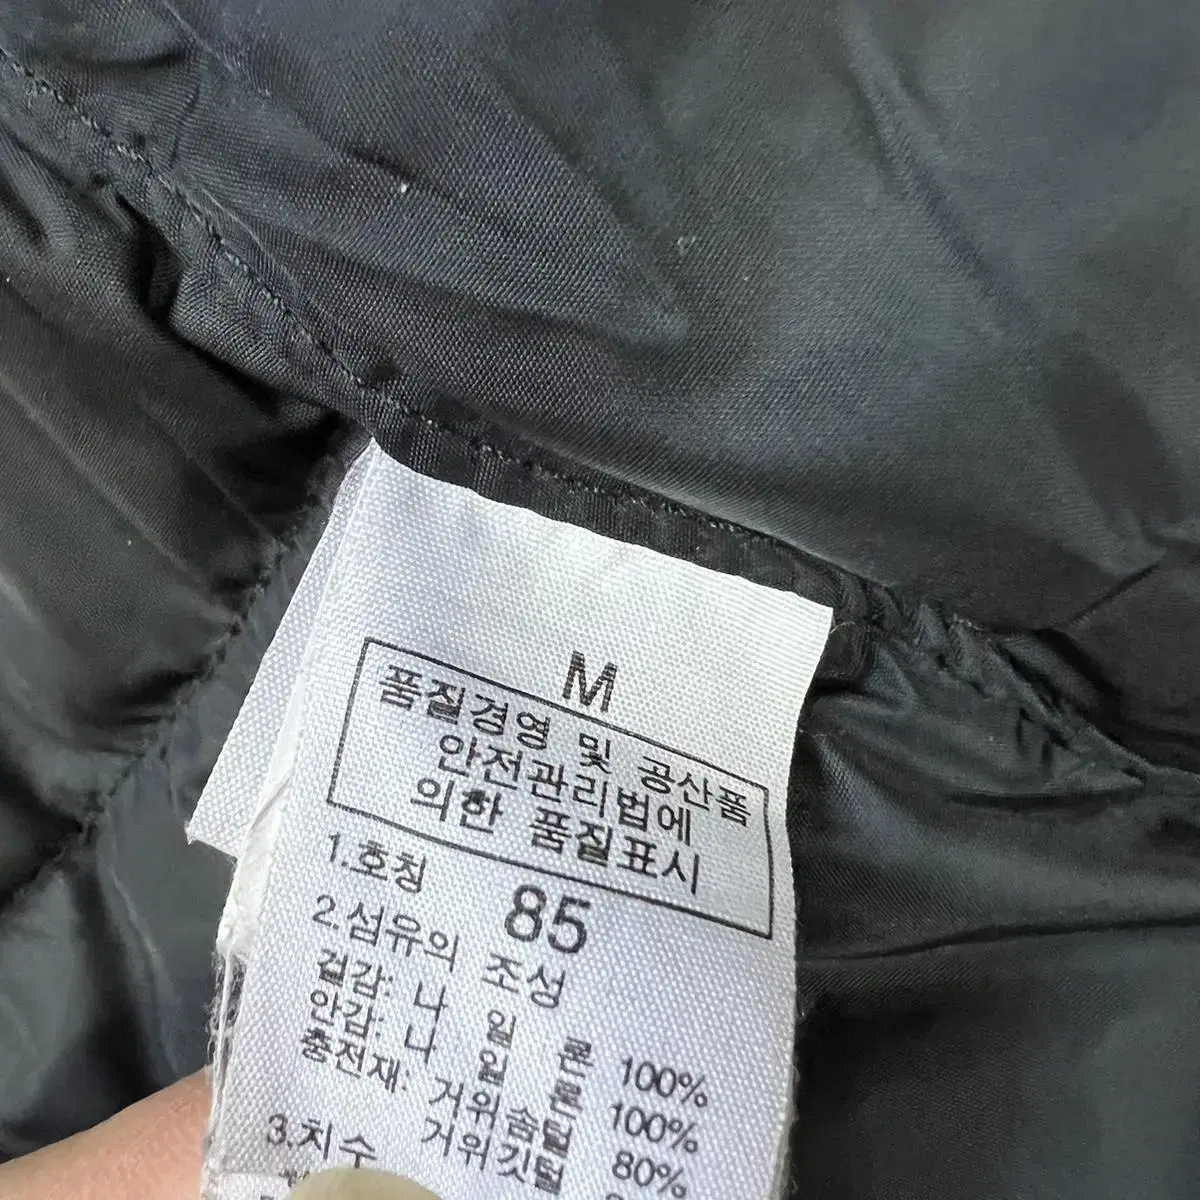 M
품질경영 및 공산품
안전관리법에
의한 품질표시
1.호칭 85
2.섬유의 조성
겉감: 나 일 론 100%
안감: 나 일 론 100%
충전재: 거위솜털 80%
거위깃털
3.치수